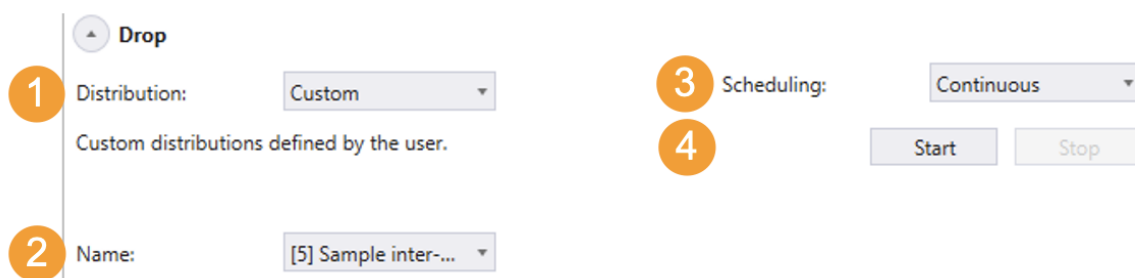 Drop
1 Distribution: Custom
Custom distributions defined by the user.
2 Name: [5] Sample inter-...
3 Scheduling: Continuous
4 Start Stop